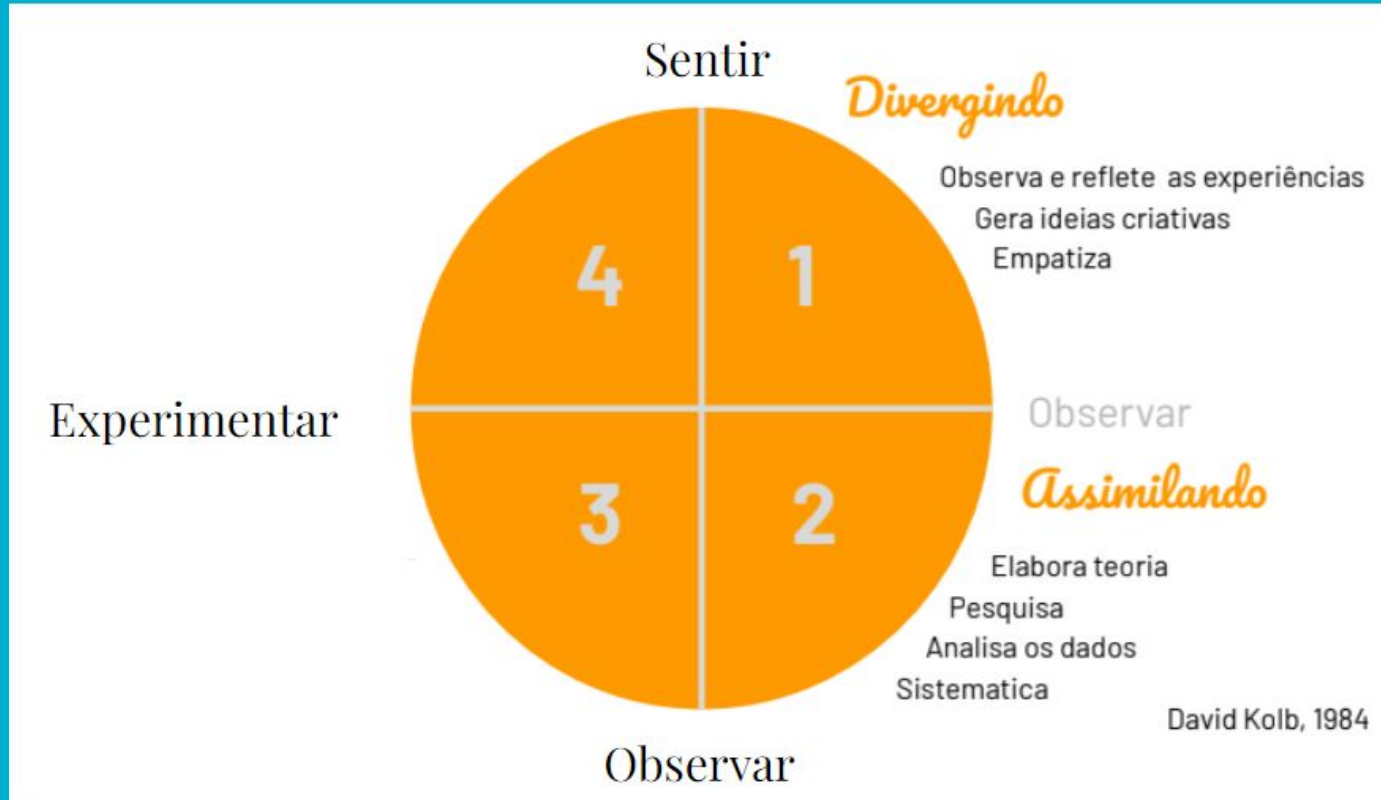 Sentir
Divergindo
Observa e reflete as experiências
Gera ideias criativas
Empatiza
4
1
Experimentar
Observar
Assimilando
3
2
Elabora teoria
Pesquisa
Analisa os dados
Sistematica
David Kolb, 1984
Observar